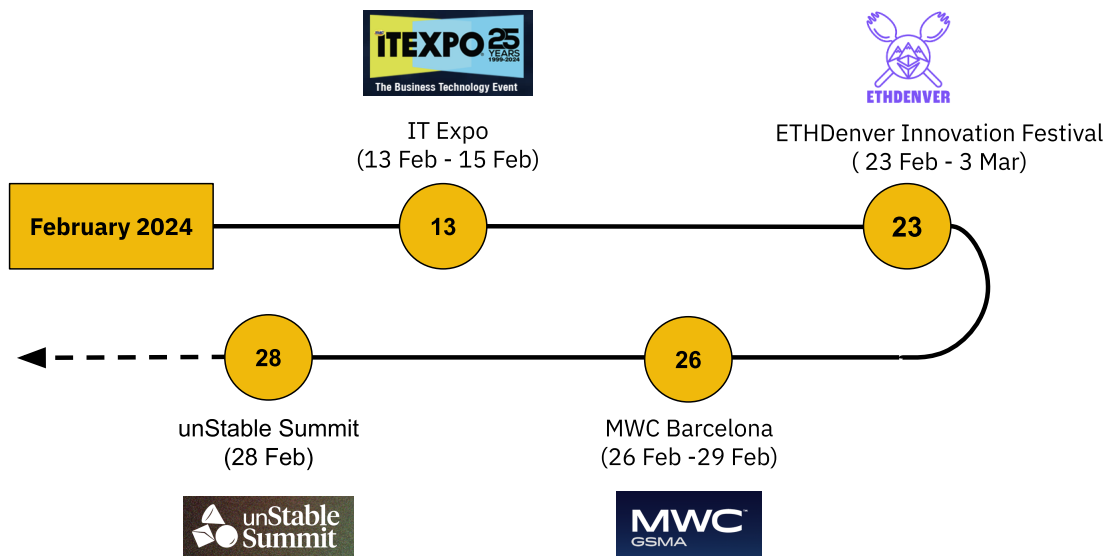 ITEXPO 25
YEARS
1999-2024
The Business Technology Event
ETHDENVER
IT Expo
(13 Feb - 15 Feb)
ETHDenver Innovation Festival
( 23 Feb - 3 Mar)
February 2024
13
23
28
26
unStable Summit
(28 Feb)
MWC Barcelona
(26 Feb -29 Feb)
unStable
Summit
MWC™
GSMA